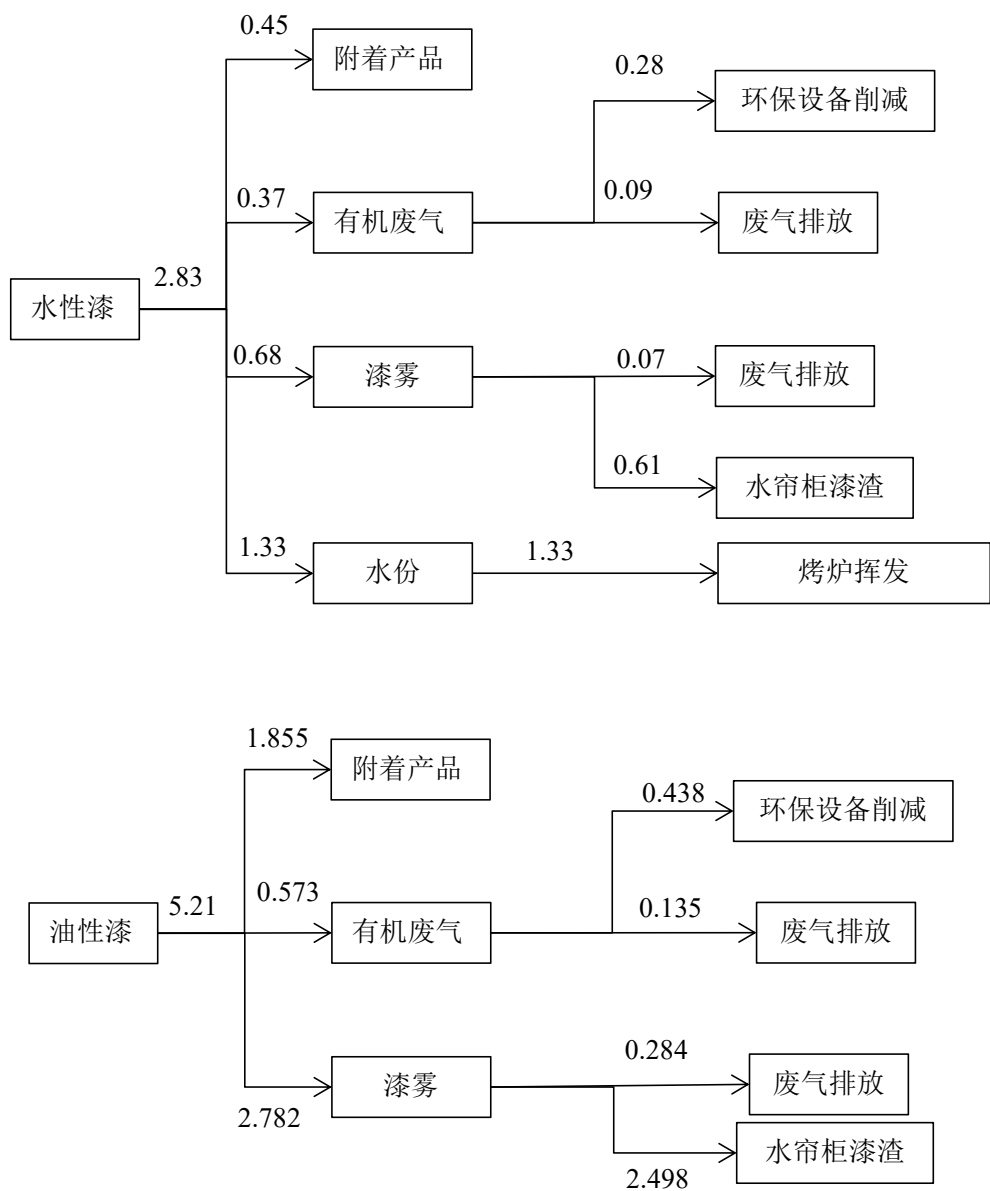 0.45
附着产品
0.28
环保设备削减
0.37
有机废气
0.09
废气排放
水性漆
2.83
0.68
漆雾
0.07
废气排放
0.61
水帘柜漆渣
1.33
水份
1.33
烤炉挥发
1.855
附着产品
0.438
环保设备削减
油性漆
5.21
0.573
有机废气
0.135
废气排放
2.782
漆雾
0.284
废气排放
2.498
水帘柜漆渣